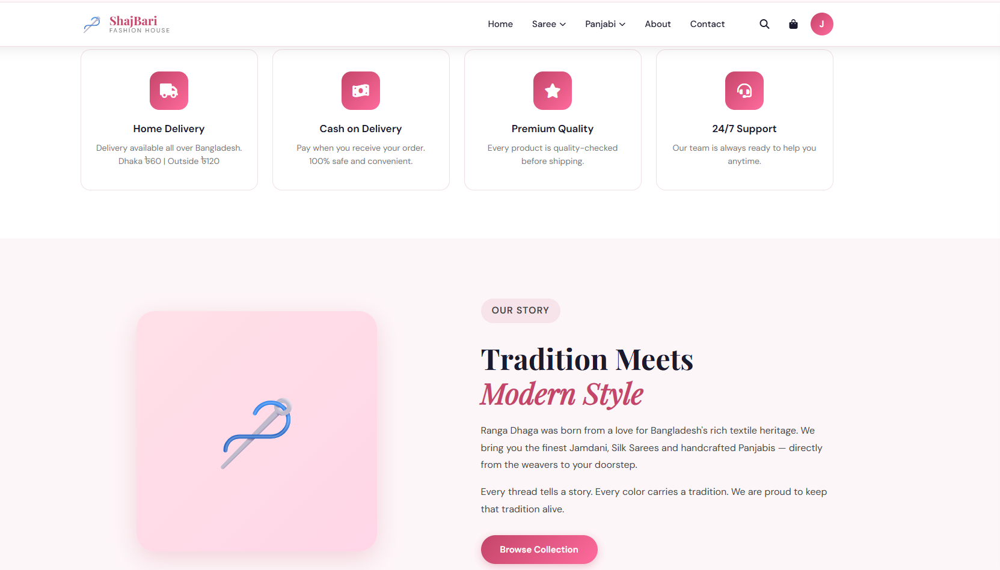 ShajBari
FASHION HOUSE
Home Saree Panjabi About Contact
J
Home Delivery
Delivery available all over Bangladesh.
Dhaka ৳60 | Outside ৳120
Cash on Delivery
Pay when you receive your order.
100% safe and convenient.
Premium Quality
Every product is quality-checked
before shipping.
24/7 Support
Our team is always ready to help you
anytime.
OUR STORY
Tradition Meets
Modern Style
Ranga Dhaga was born from a love for Bangladesh's rich textile heritage. We
bring you the finest Jamdani, Silk Sarees and handcrafted Panjabis — directly
from the weavers to your doorstep.
Every thread tells a story. Every color carries a tradition. We are proud to keep
that tradition alive.
Browse Collection